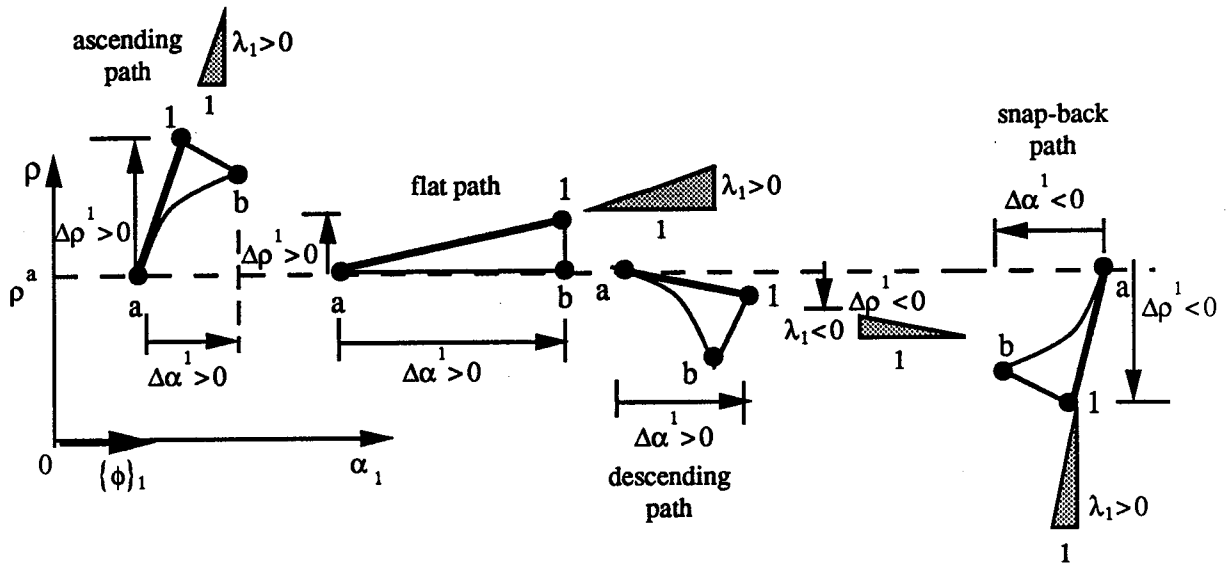 ascending
path
λ₁>0
1
1
ρ
b
Δρ¹>0
ρᵃ
a
Δα¹>0
0
{ϕ}₁
α₁
flat path
1
λ₁>0
1
Δρ¹>0
a
b
Δα¹>0
a
1
b
Δα¹>0
descending
path
Δρ¹<0
λ₁<0
1
snap-back
path
Δα¹<0
a
Δρ¹<0
b
1
λ₁>0
1